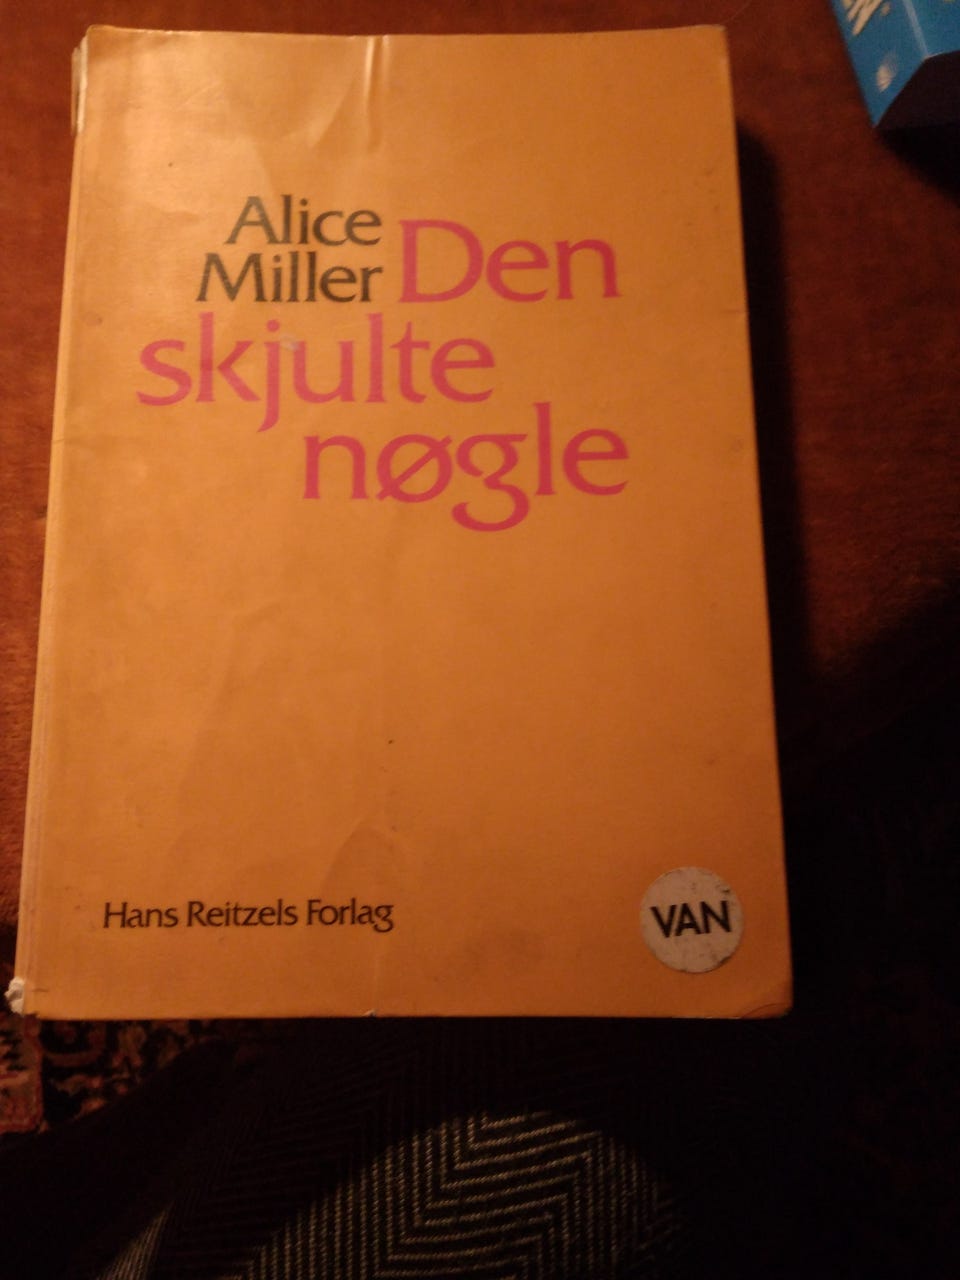 Alice
Miller Den
skjulte
nøgle
Hans Reitzels Forlag
VAN